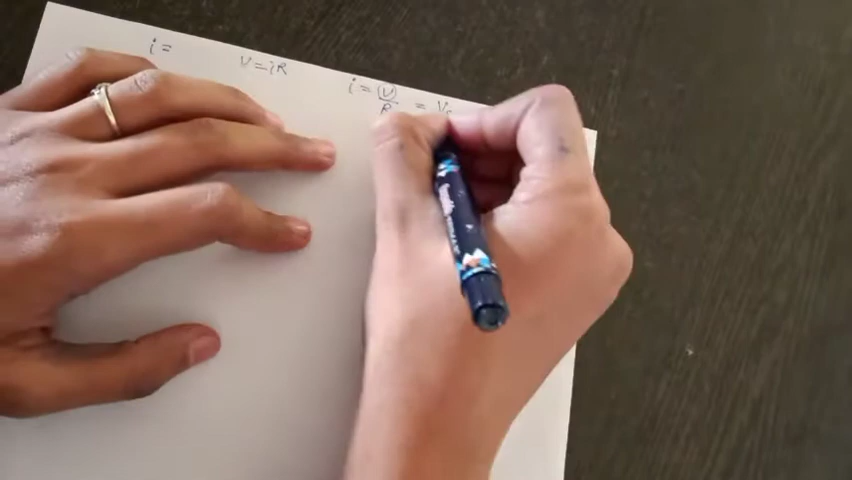 i =
V = iR
i = V/R = V